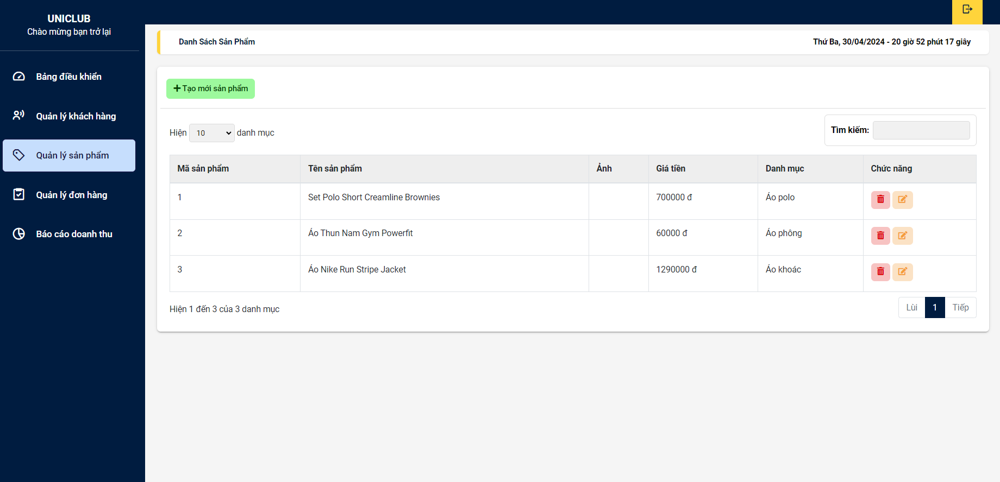 UNICLUB
Chào mừng bạn trở lại
Bảng điều khiển
Quản lý khách hàng
Quản lý sản phẩm
Quản lý đơn hàng
Báo cáo doanh thu
Danh Sách Sản Phẩm
Thứ Ba, 30/04/2024 - 20 giờ 52 phút 17 giây
Tạo mới sản phẩm
Hiện 10 danh mục
Tìm kiếm:
Mã sản phẩm Tên sản phẩm Ảnh Giá tiền Danh mục Chức năng
1 Set Polo Short Creamline Brownies 700000 đ Áo polo
2 Áo Thun Nam Gym Powerfit 60000 đ Áo phông
3 Áo Nike Run Stripe Jacket 1290000 đ Áo khoác
Hiện 1 đến 3 của 3 danh mục
Lùi 1 Tiếp